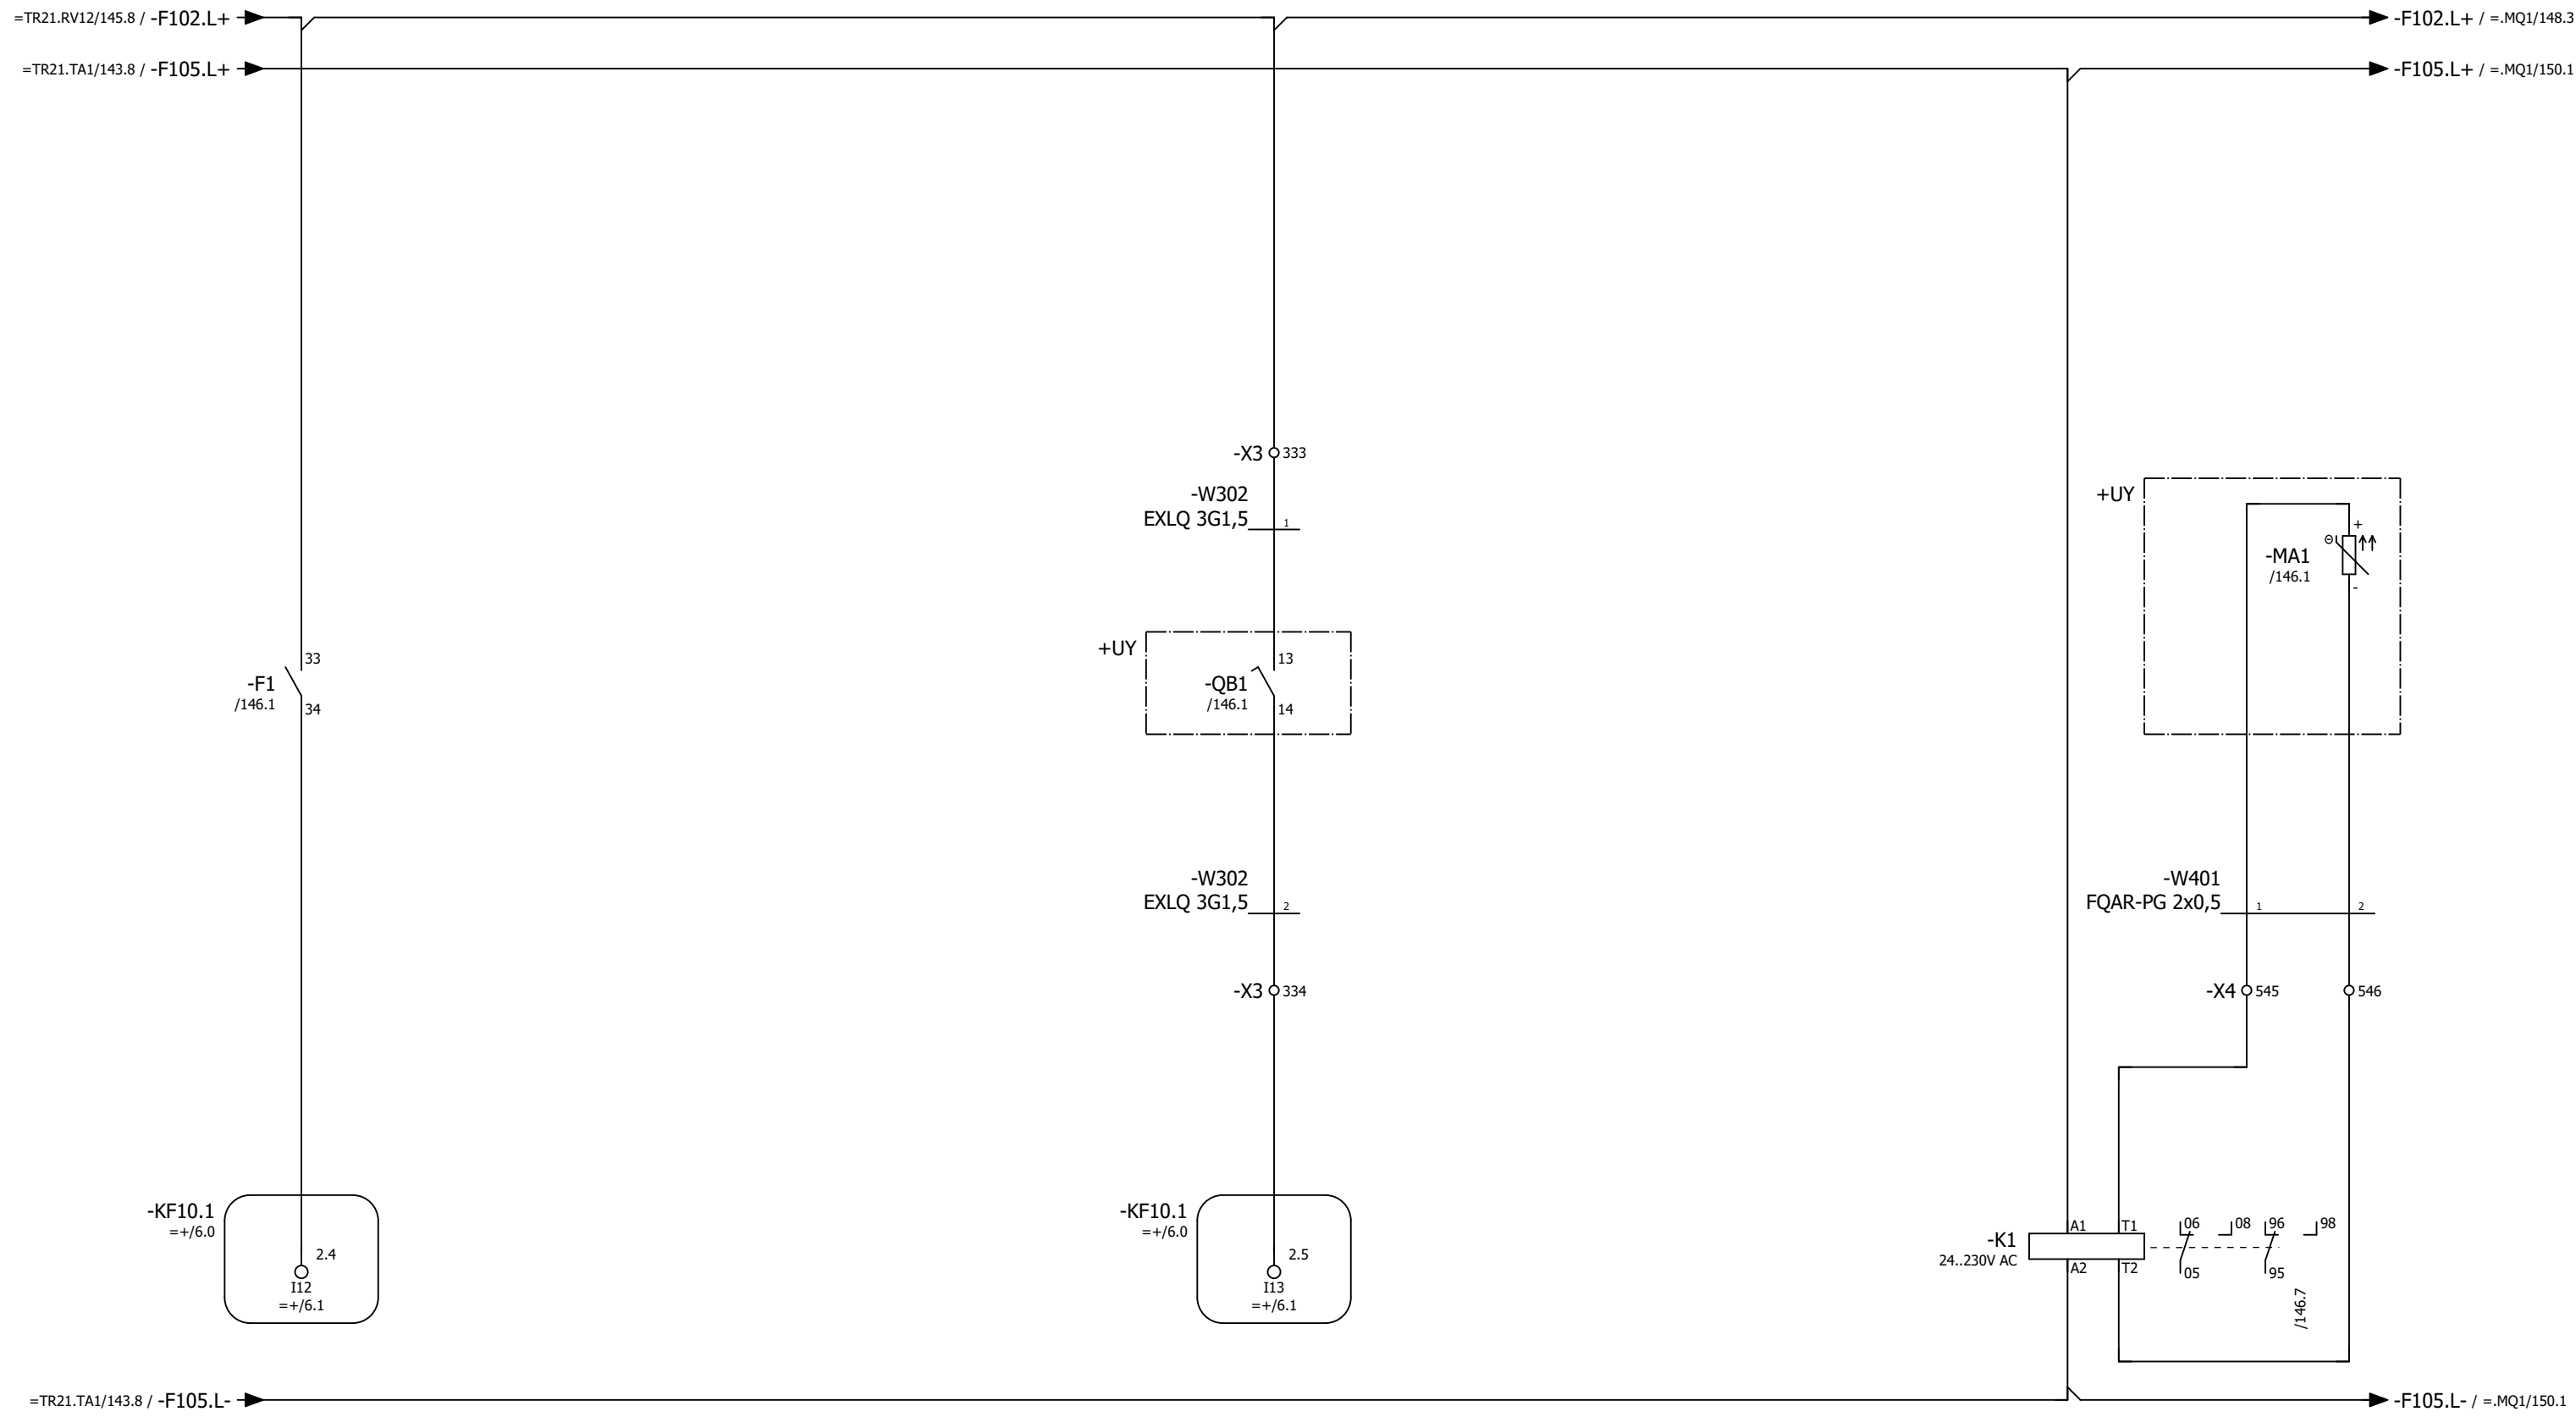 =TR21.RV12/145.8 / -F102.L+
-F102.L+ / =.MQ1/148.3
=TR21.TA1/143.8 / -F105.L+
-F105.L+ / =.MQ1/150.1
-X3 333
-W302
EXLQ 3G1,5 1
+UY
+
Θ
-MA1
/146.1
-
33
-F1
/146.1
34
+UY
13
-QB1
/146.1
14
-W302
EXLQ 3G1,5 2
-W401
FQAR-PG 2x0,5 1 2
-X3 334
-X4 545 546
-KF10.1
=+/6.0
2.4
I12
=+/6.1
-KF10.1
=+/6.0
2.5
I13
=+/6.1
A1 T1 06 08 96 98
-K1
24..230V AC
A2 T2 05 95
/146.7
=TR21.TA1/143.8 / -F105.L-
-F105.L- / =.MQ1/150.1